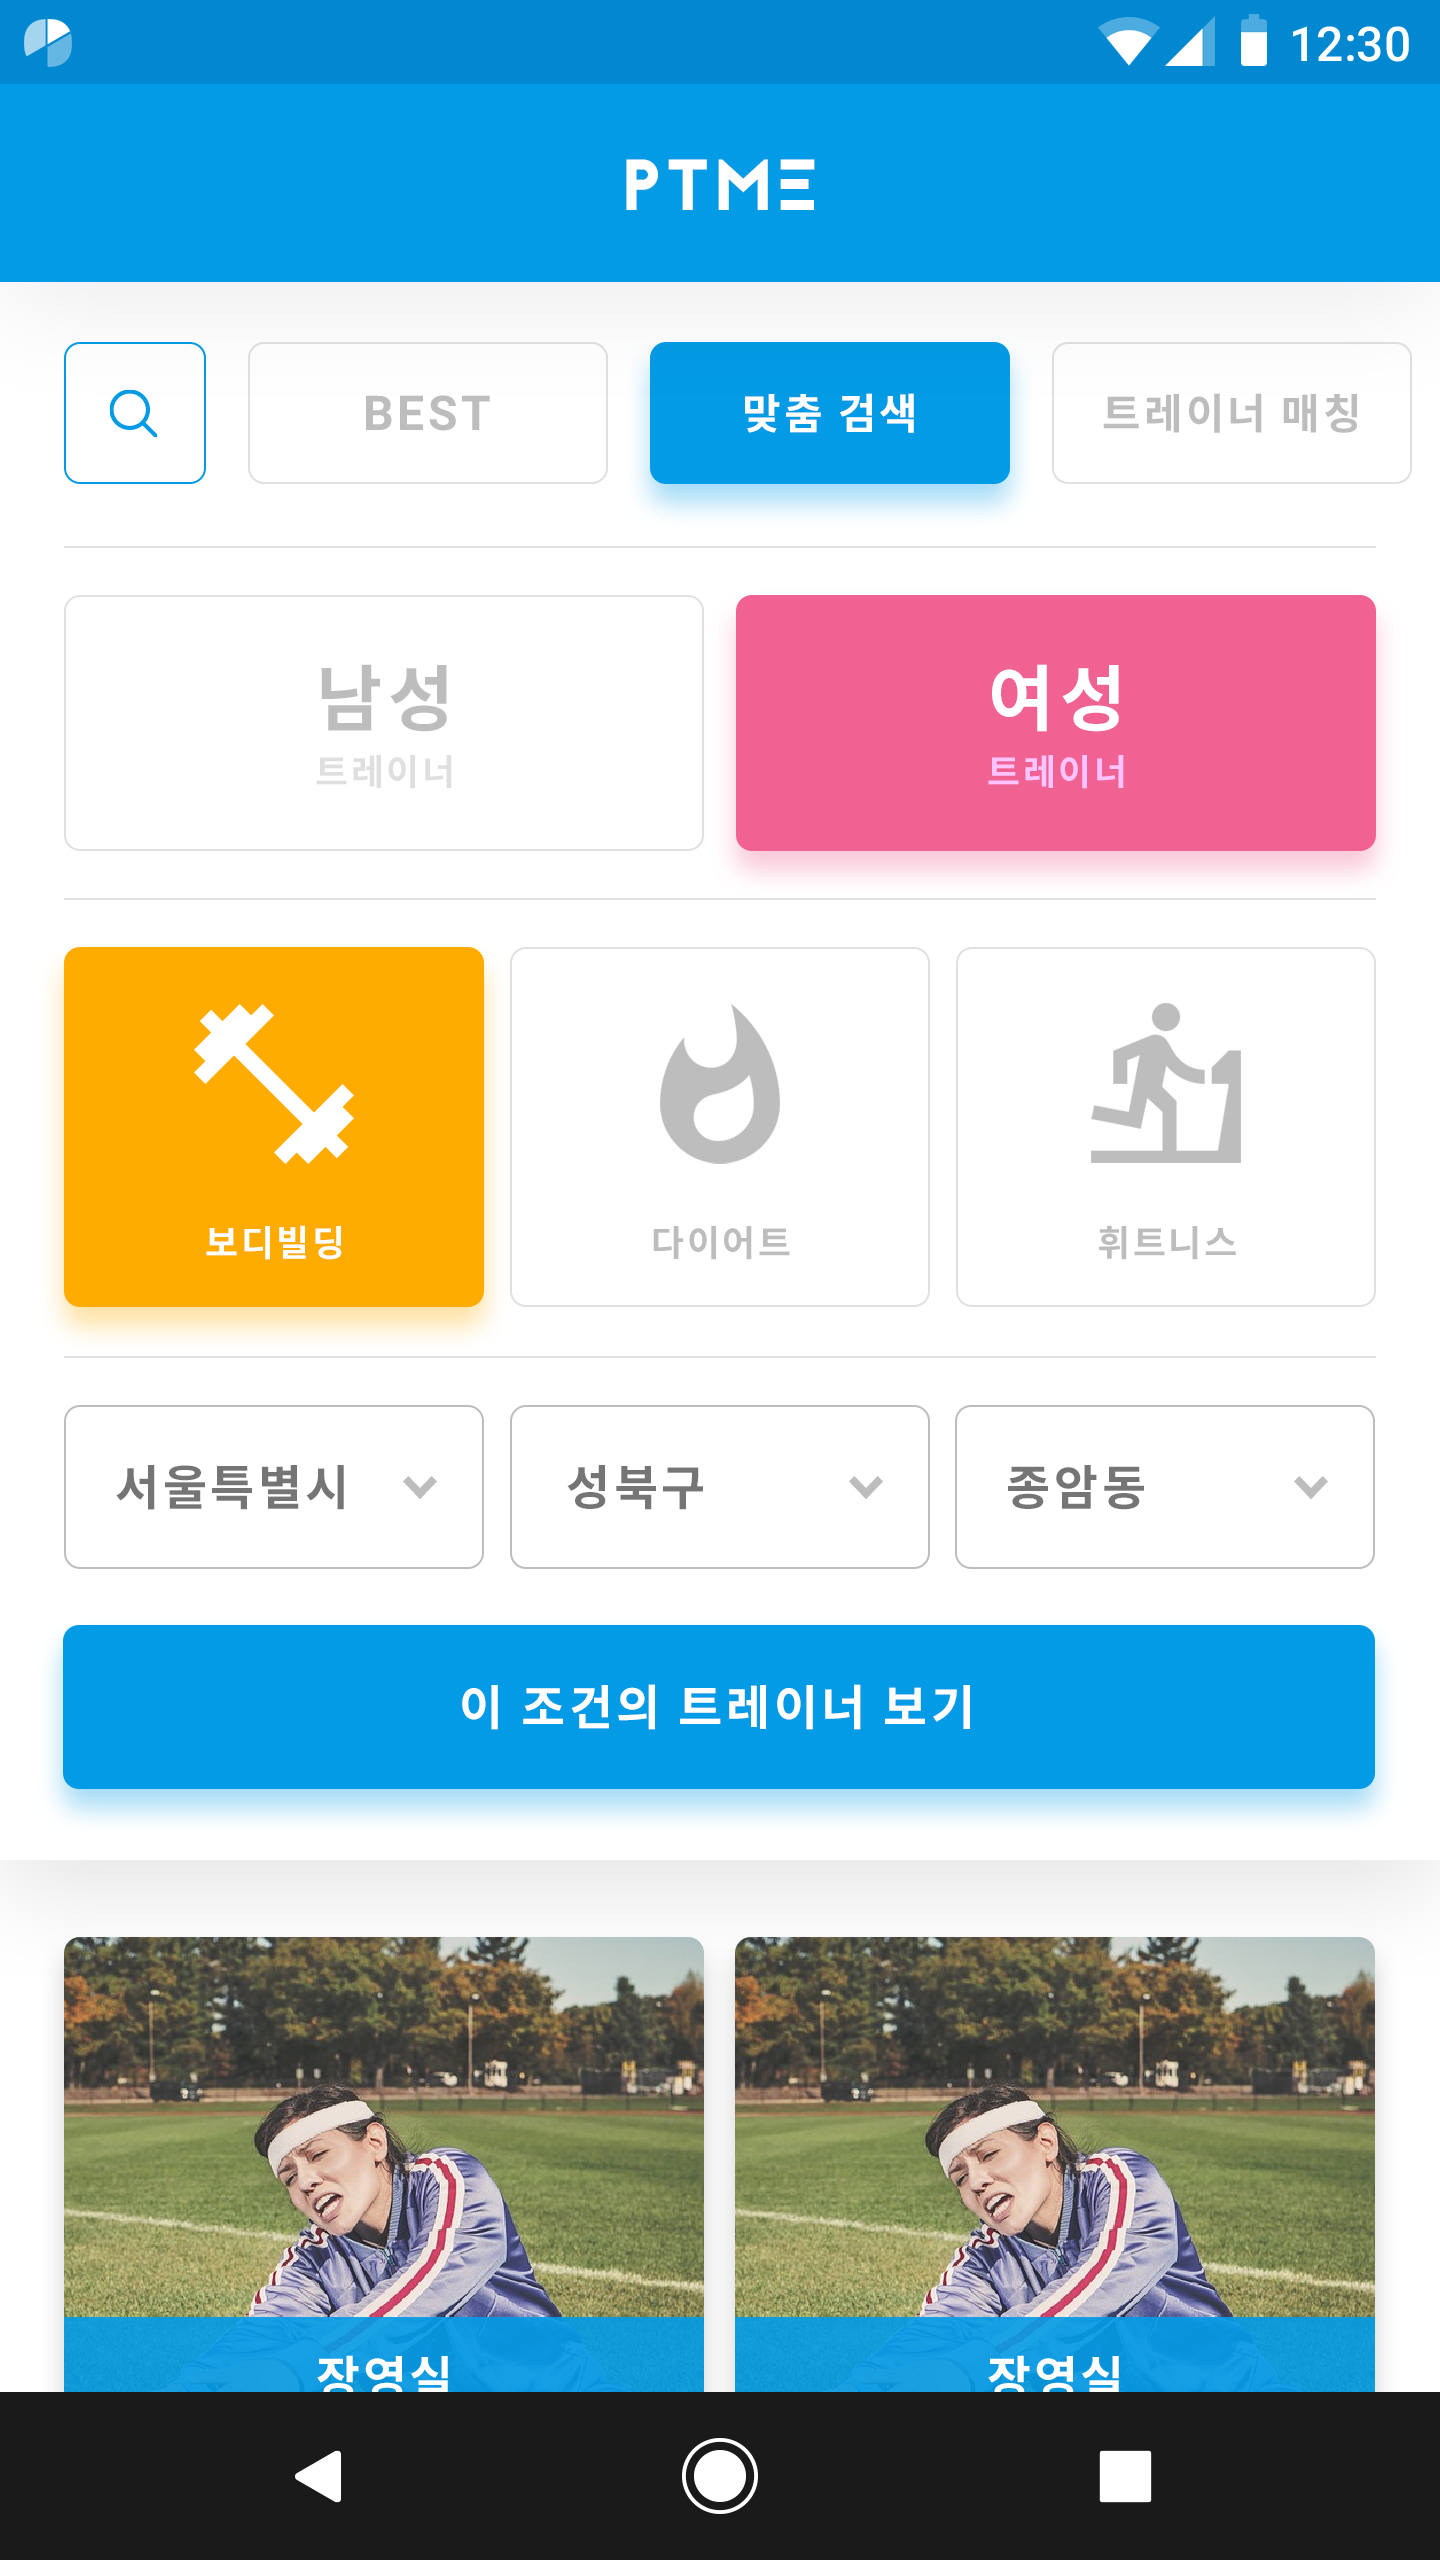 12:30
PTME
BEST
맞춤 검색
트레이너 매칭
남성
트레이너
여성
트레이너
보디빌딩
다이어트
휘트니스
서울특별시
성북구
종암동
이 조건의 트레이너 보기
장영실
장영실